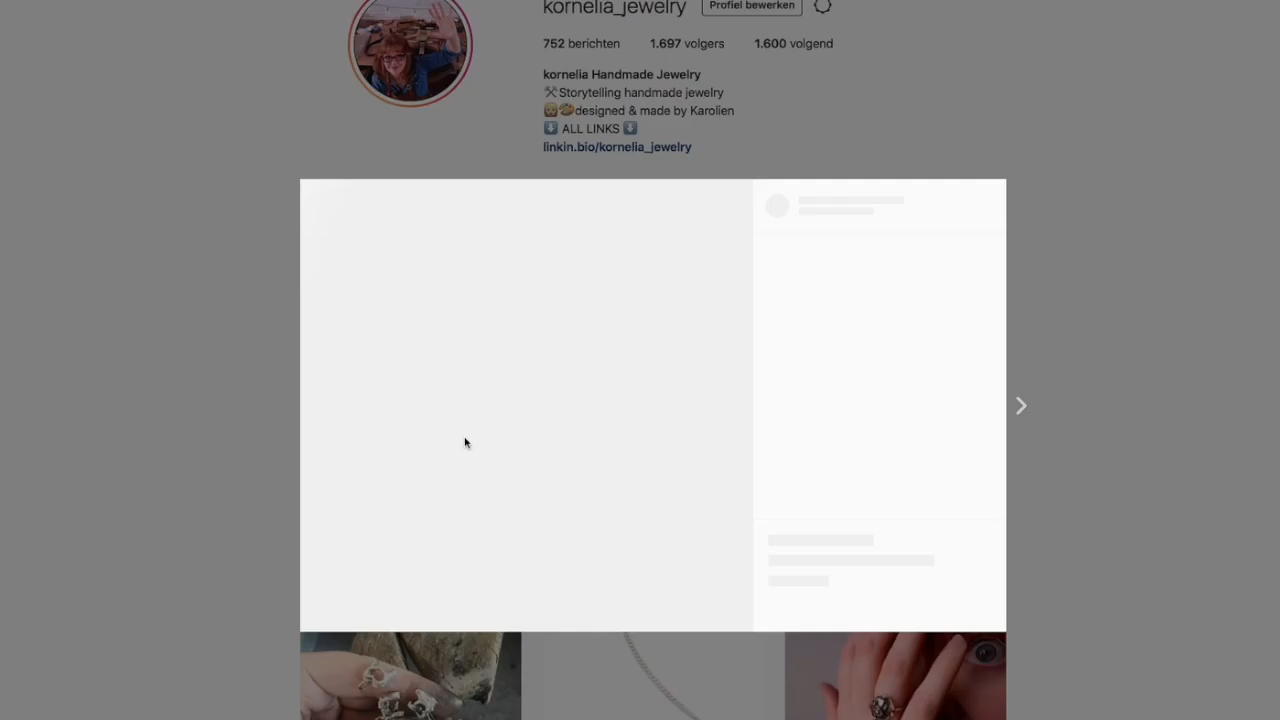 kornelia_jewelry Profiel bewerken
752 berichten 1.697 volgers 1.600 volgend
kornelia Handmade Jewelry
⚒️Storytelling handmade jewelry
designed & made by Karolien
⬇️ ALL LINKS ⬇️
linkin.bio/kornelia_jewelry